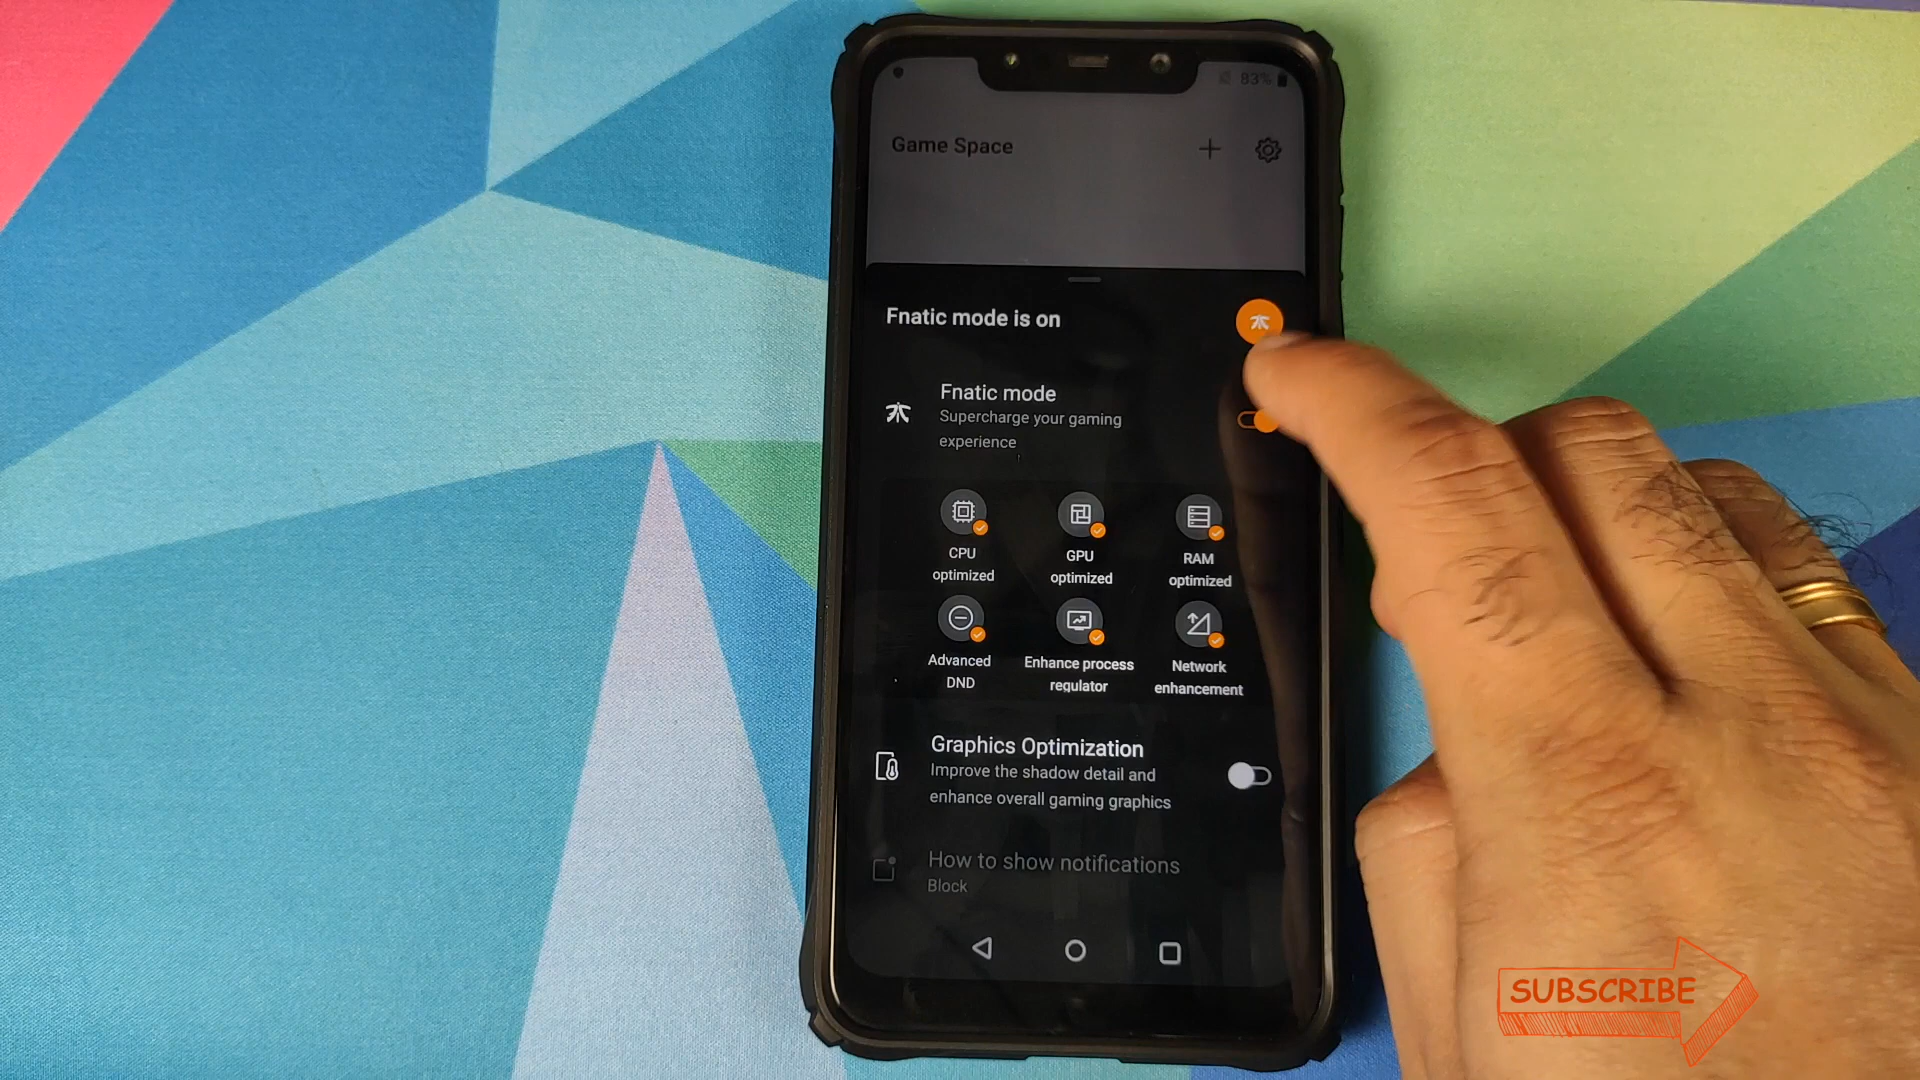 83%
Game Space
Fnatic mode is on
Fnatic mode
Supercharge your gaming
experience
CPU
optimized
GPU
optimized
RAM
optimized
Advanced
DND
Enhance process
regulator
Network
enhancement
Graphics Optimization
Improve the shadow detail and
enhance overall gaming graphics
How to show notifications
Block
SUBSCRIBE